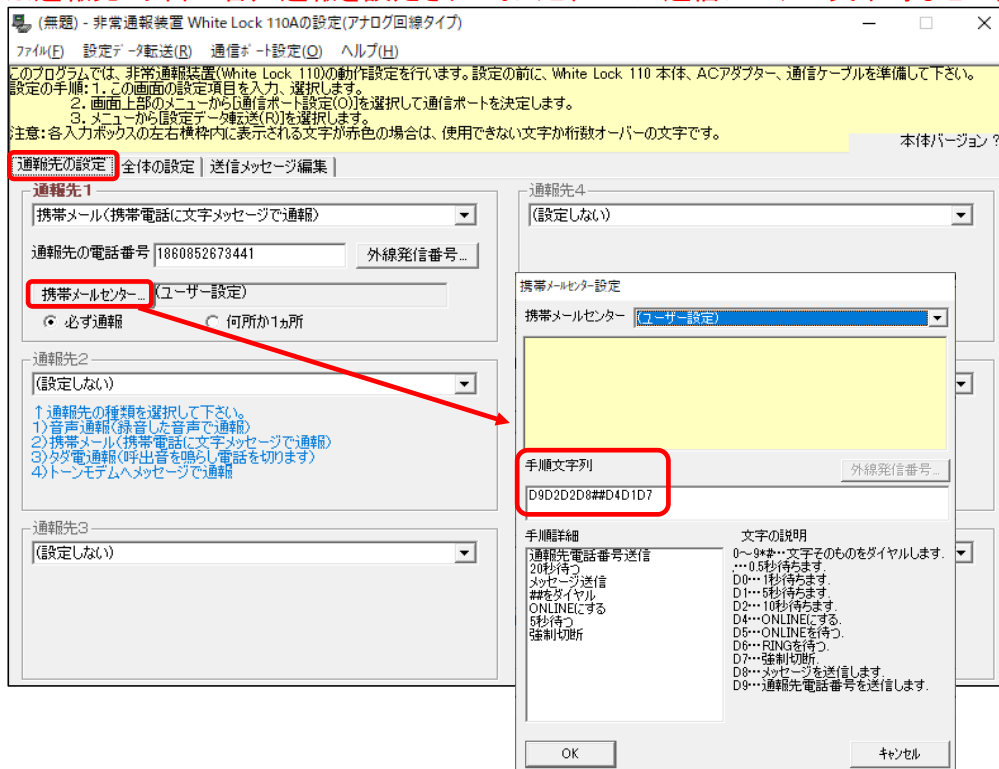 (無題) - 非常通報装置 White Lock 110Aの設定(アナログ回線タイプ)
ファイル(F) 設定データ転送(R) 通信ポート設定(O) ヘルプ(H)
このプログラムでは、非常通報装置(White Lock 110)の動作設定を行います。設定の前に、White Lock 110 本体、ACアダプター、通信ケーブルを準備して下さい。
設定の手順:1. この画面の設定項目を入力、選択します。
2. 画面上部のメニューから[通信ポート設定(O)]を選択して通信ポートを決定します。
3. メニューから[設定データ転送(R)]を選択します。
注意:各入力ボックスの左右横枠内に表示される文字が赤色の場合は、使用できない文字か桁数オーバーの文字です。
本体バージョン ?
通報先の設定 全体の設定 送信メッセージ編集
通報先1
携帯メール(携帯電話に文字メッセージで通報)
通報先の電話番号 1860852673441 外線発信番号...
携帯メールセンター... (ユーザー設定)
必ず通報 何所か1ヵ所
通報先2
(設定しない)
↑通報先の種類を選択して下さい。
1)音声通報(録音した音声で通報)
2)携帯メール(携帯電話に文字メッセージで通報)
3)タダ電通報(呼出音を鳴らし電話を切ります)
4)トーンモデムへメッセージで通報
通報先3
(設定しない)
通報先4
(設定しない)
携帯メールセンター設定
携帯メールセンター (ユーザー設定)
手順文字列
外線発信番号...
D9D2D2D8##D4D1D7
手順詳細
通報先電話番号送信
20秒待つ
メッセージ送信
##をダイヤル
ONLINEにする
5秒待つ
強制切断
文字の説明
0～9*#…文字そのものをダイヤルします.
,…0.5秒待ちます.
D0…1秒待ちます.
D1…5秒待ちます.
D2…10秒待ちます.
D4…ONLINEにする.
D5…ONLINEを待つ.
D6…RINGを待つ.
D7…強制切断.
D8…メッセージを送信します.
D9…通報先電話番号を送信します.
OK キャンセル